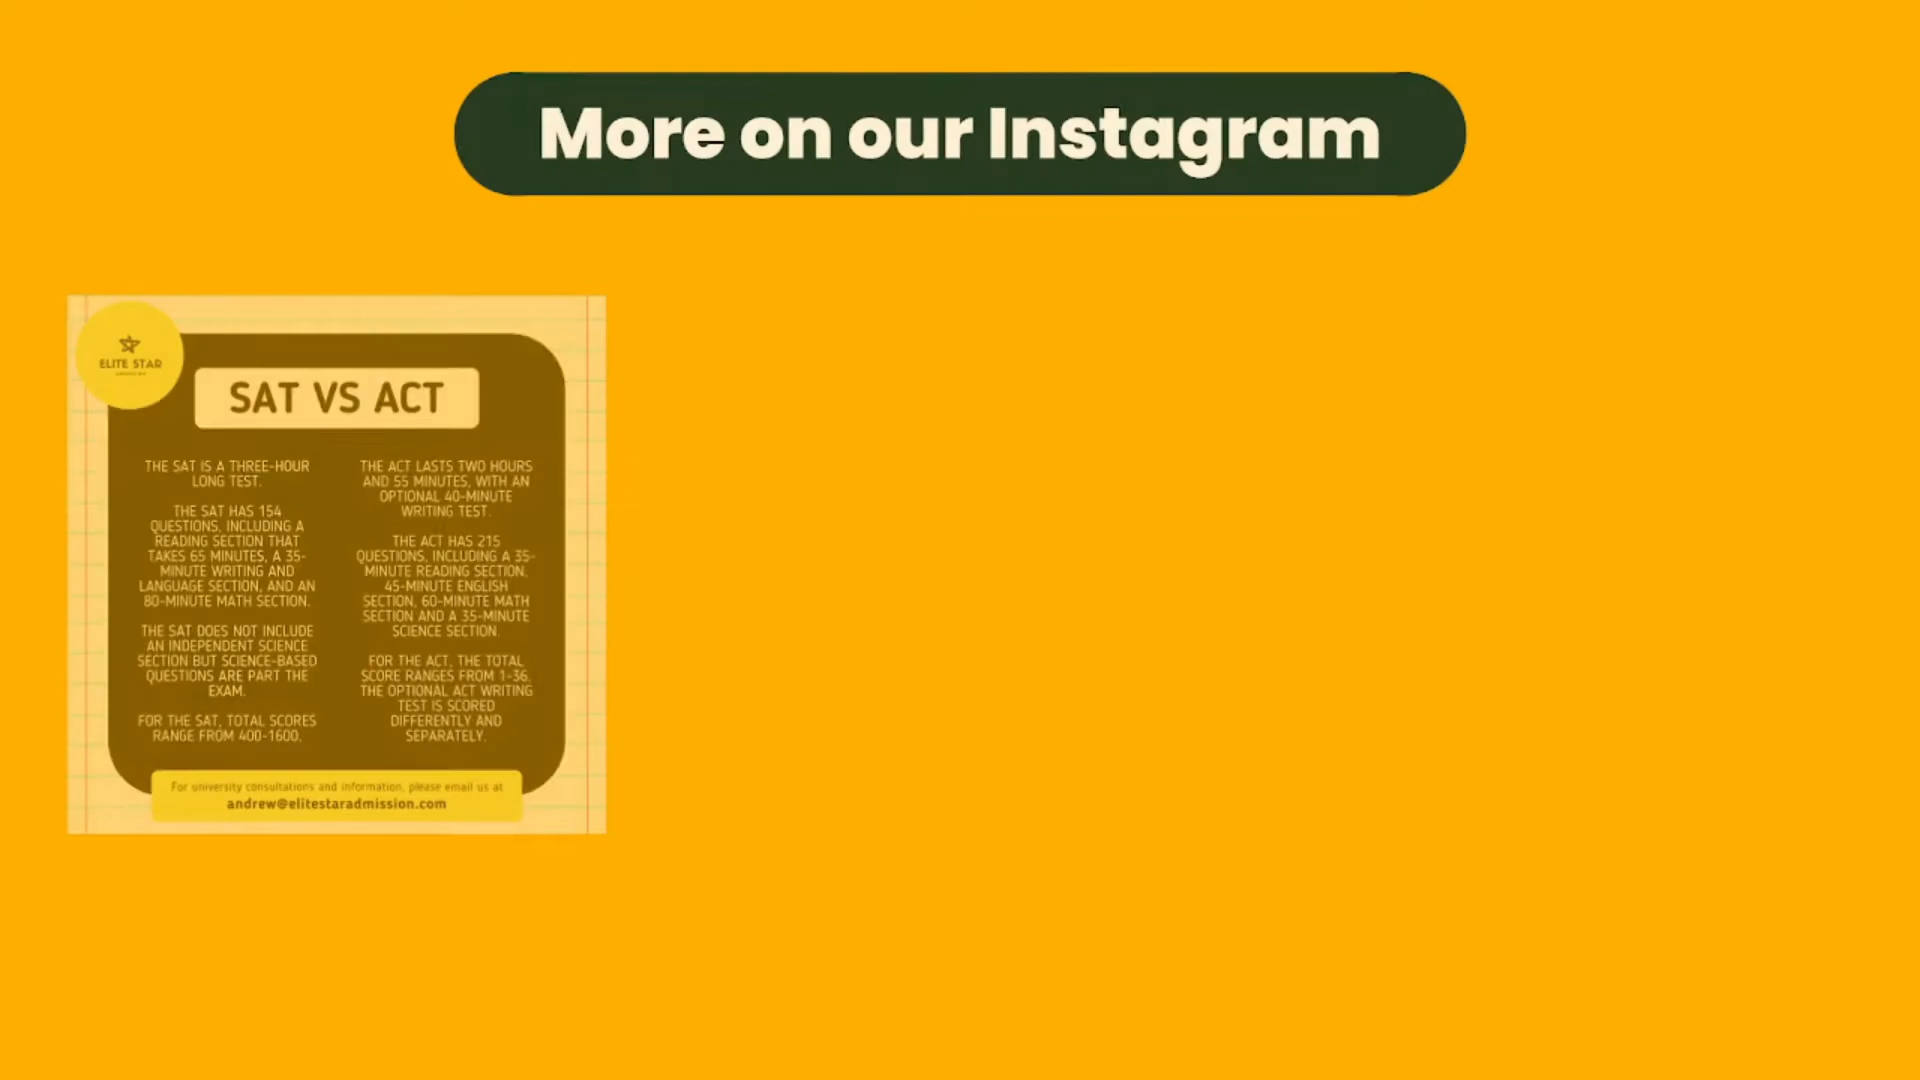 More on our Instagram
ELITE STAR
SAT VS ACT
THE SAT IS A THREE-HOUR
LONG TEST.
THE SAT HAS 154
QUESTIONS, INCLUDING A
READING SECTION THAT
TAKES 65 MINUTES, A 35-
MINUTE WRITING AND
LANGUAGE SECTION, AND AN
80-MINUTE MATH SECTION.
THE SAT DOES NOT INCLUDE
AN INDEPENDENT SCIENCE
SECTION BUT SCIENCE-BASED
QUESTIONS ARE PART THE
EXAM.
FOR THE SAT, TOTAL SCORES
RANGE FROM 400-1600.
THE ACT LASTS TWO HOURS
AND 55 MINUTES, WITH AN
OPTIONAL 40-MINUTE
WRITING TEST.
THE ACT HAS 215
QUESTIONS, INCLUDING A 35-
MINUTE READING SECTION,
45-MINUTE ENGLISH
SECTION, 60-MINUTE MATH
SECTION AND A 35-MINUTE
SCIENCE SECTION.
FOR THE ACT, THE TOTAL
SCORE RANGES FROM 1-36.
THE OPTIONAL ACT WRITING
TEST IS SCORED
DIFFERENTLY AND
SEPARATELY.
For university consultations and information, please email us at
andrew@elitestaradmission.com